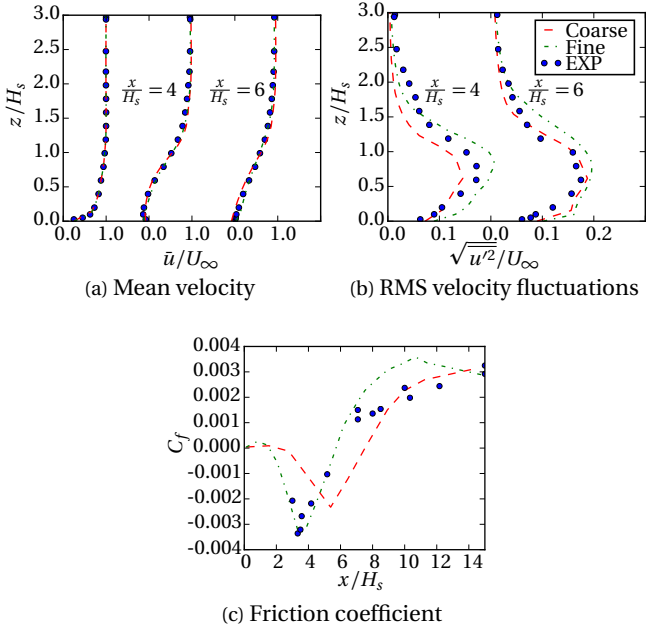 3.0
2.5
2.0
1.5
1.0
0.5
0.0
z/H_s
x/H_s = 4
x/H_s = 6
0.0 1.0 0.0 1.0 0.0 1.0
ū/U_∞
(a) Mean velocity
3.0
2.5
2.0
1.5
1.0
0.5
0.0
z/H_s
Coarse
Fine
EXP
x/H_s = 4
x/H_s = 6
0.0 0.1 0.0 0.1 0.2
√u′²/U_∞
(b) RMS velocity fluctuations
0.004
0.003
0.002
0.001
0.000
-0.001
-0.002
-0.003
-0.004
C_f
0 2 4 6 8 10 12 14
x/H_s
(c) Friction coefficient